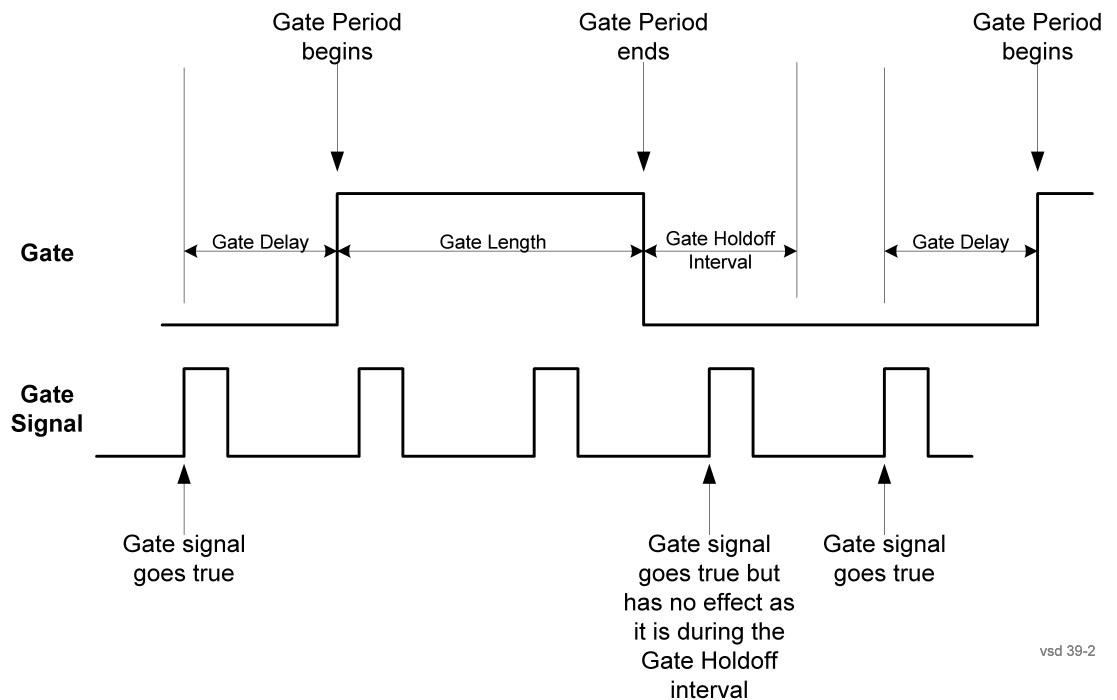 Gate Period
begins
Gate Period
ends
Gate Period
begins
Gate
Gate Delay
Gate Length
Gate Holdoff
Interval
Gate Delay
Gate
Signal
Gate signal
goes true
Gate signal
goes true but
has no effect as
it is during the
Gate Holdoff
interval
Gate signal
goes true
vsd 39-2